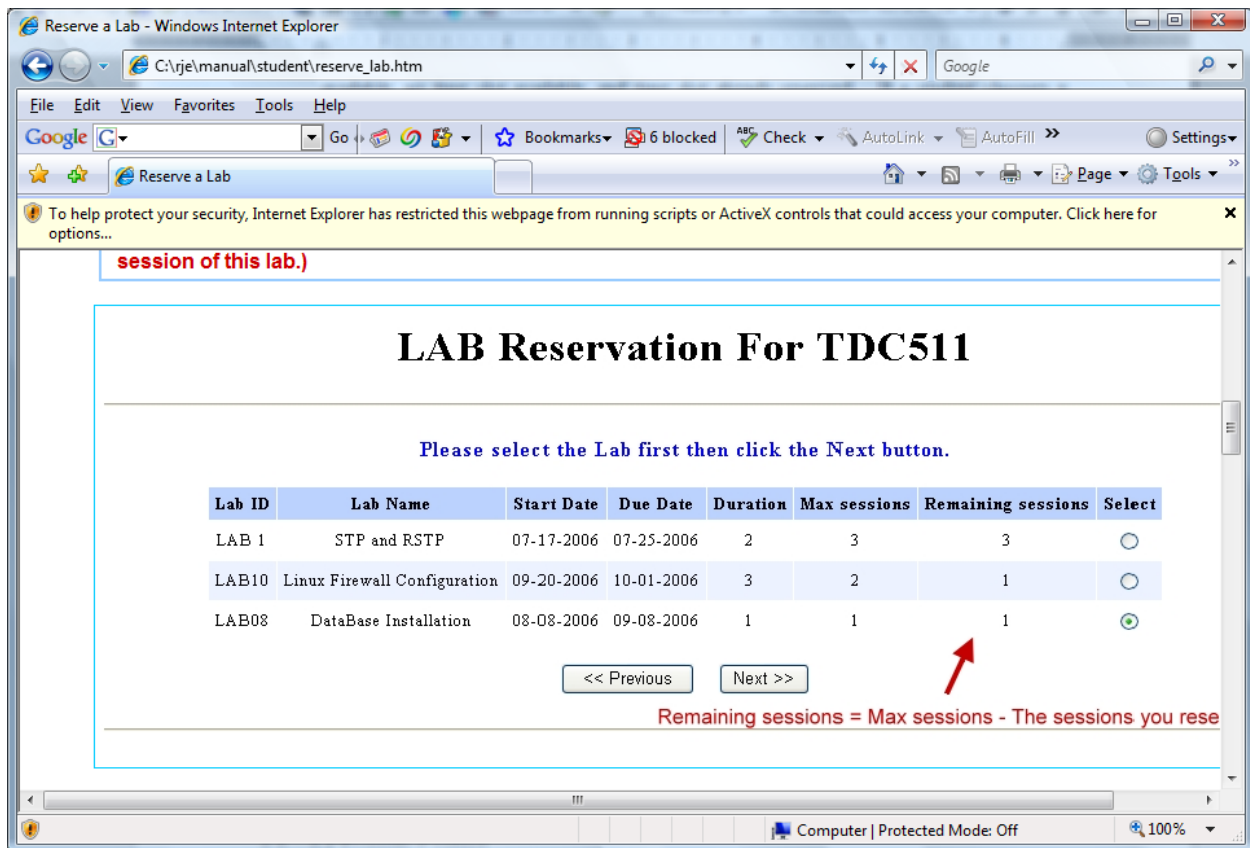 Reserve a Lab - Windows Internet Explorer
C:\rje\manual\student\reserve_lab.htm
Google
File Edit View Favorites Tools Help
Google G Go Bookmarks 6 blocked ABC Check AutoLink AutoFill >> Settings
Reserve a Lab Page Tools >>
To help protect your security, Internet Explorer has restricted this webpage from running scripts or ActiveX controls that could access your computer. Click here for
options...
session of this lab.)
LAB Reservation For TDC511
Please select the Lab first then click the Next button.
Lab ID Lab Name Start Date Due Date Duration Max sessions Remaining sessions Select
LAB 1 STP and RSTP 07-17-2006 07-25-2006 2 3 3
LAB10 Linux Firewall Configuration 09-20-2006 10-01-2006 3 2 1
LAB08 DataBase Installation 08-08-2006 09-08-2006 1 1 1
<< Previous Next >>
Remaining sessions = Max sessions - The sessions you rese
Computer | Protected Mode: Off 100%